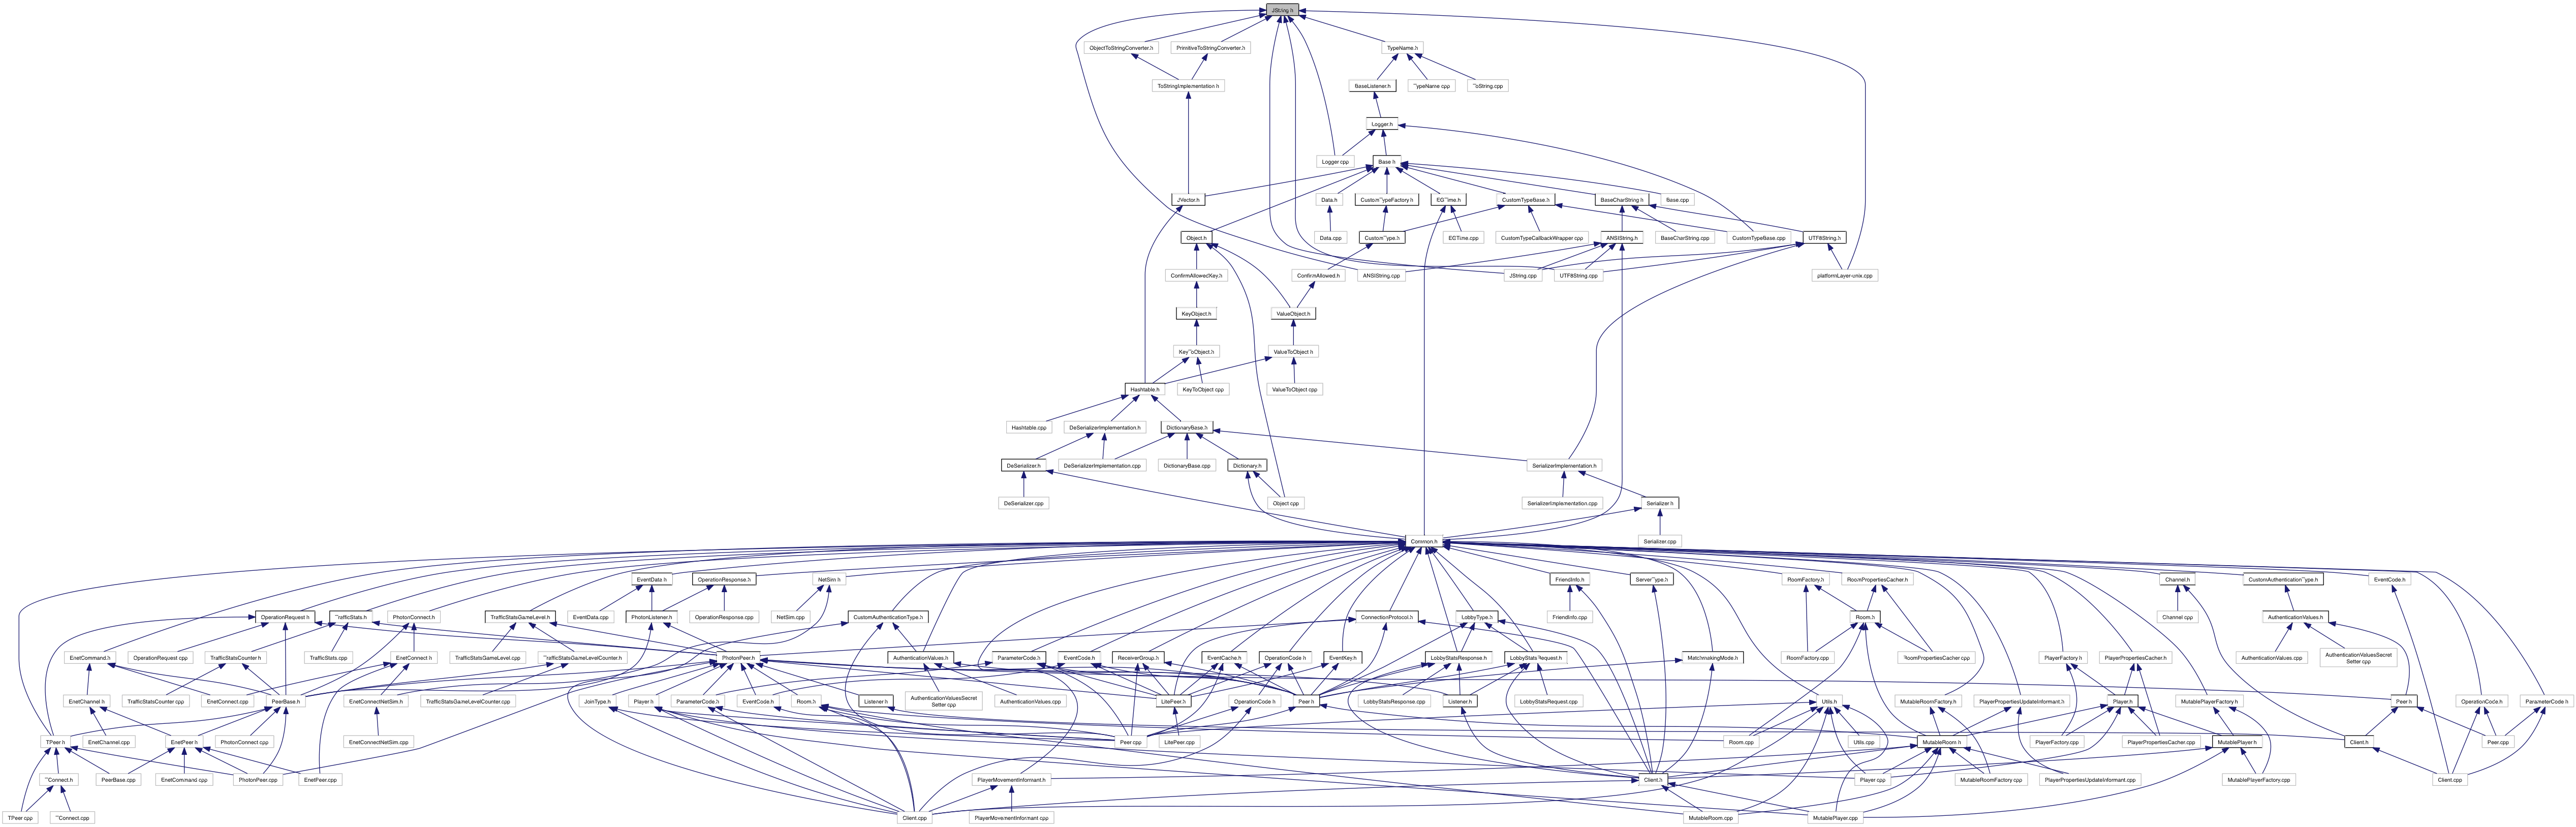 JString.h
ObjectToStringConverter.h
PrimitiveToStringConverter.h
TypeName.h
ToStringImplementation.h
BaseListener.h
TypeName.cpp
ToString.cpp
Logger.h
Logger.cpp
Base.h
JVector.h
Data.h
CustomTypeFactory.h
EGTime.h
CustomTypeBase.h
BaseCharString.h
Base.cpp
Object.h
Data.cpp
CustomType.h
EGTime.cpp
CustomTypeCallbackWrapper.cpp
ANSIString.h
BaseCharString.cpp
CustomTypeBase.cpp
UTF8String.h
ConfirmAllowedKey.h
ConfirmAllowed.h
ANSIString.cpp
JString.cpp
UTF8String.cpp
platformLayer-unix.cpp
KeyObject.h
ValueObject.h
KeyToObject.h
ValueToObject.h
Hashtable.h
KeyToObject.cpp
ValueToObject.cpp
Hashtable.cpp
DeSerializerImplementation.h
DictionaryBase.h
DeSerializer.h
DeSerializerImplementation.cpp
DictionaryBase.cpp
Dictionary.h
SerializerImplementation.h
DeSerializer.cpp
Object.cpp
SerializerImplementation.cpp
Serializer.h
Common.h
Serializer.cpp
EventData.h
OperationResponse.h
NetSim.h
FriendInfo.h
ServerType.h
RoomFactory.h
RoomPropertiesCacher.h
Channel.h
CustomAuthenticationType.h
EventCode.h
OperationRequest.h
TrafficStats.h
PhotonConnect.h
TrafficStatsGameLevel.h
EventData.cpp
PhotonListener.h
OperationResponse.cpp
NetSim.cpp
CustomAuthenticationType.h
ConnectionProtocol.h
LobbyType.h
FriendInfo.cpp
Room.h
Channel.cpp
AuthenticationValues.h
EnetCommand.h
OperationRequest.cpp
TrafficStatsCounter.h
TrafficStats.cpp
EnetConnect.h
TrafficStatsGameLevel.cpp
TrafficStatsGameLevelCounter.h
PhotonPeer.h
AuthenticationValues.h
ParameterCode.h
EventCode.h
ReceiverGroup.h
EventCache.h
OperationCode.h
EventKey.h
LobbyStatsResponse.h
LobbyStatsRequest.h
MatchmakingMode.h
RoomFactory.cpp
RoomPropertiesCacher.cpp
PlayerFactory.h
PlayerPropertiesCacher.h
AuthenticationValues.cpp
AuthenticationValuesSecret
Setter.cpp
EnetChannel.h
TrafficStatsCounter.cpp
EnetConnect.cpp
PeerBase.h
EnetConnectNetSim.h
TrafficStatsGameLevelCounter.cpp
JoinType.h
Player.h
ParameterCode.h
EventCode.h
Room.h
Listener.h
AuthenticationValuesSecret
Setter.cpp
AuthenticationValues.cpp
LitePeer.h
OperationCode.h
Peer.h
LobbyStatsResponse.cpp
Listener.h
LobbyStatsRequest.cpp
Utils.h
MutableRoomFactory.h
PlayerPropertiesUpdateInformant.h
Player.h
MutablePlayerFactory.h
Peer.h
OperationCode.h
ParameterCode.h
TPeer.h
EnetChannel.cpp
EnetPeer.h
PhotonConnect.cpp
EnetConnectNetSim.cpp
Peer.cpp
LitePeer.cpp
Room.cpp
Utils.cpp
MutableRoom.h
PlayerFactory.cpp
PlayerPropertiesCacher.cpp
MutablePlayer.h
Client.h
Peer.cpp
TConnect.h
PeerBase.cpp
EnetCommand.cpp
PhotonPeer.cpp
EnetPeer.cpp
PlayerMovementInformant.h
Client.h
Player.cpp
MutableRoomFactory.cpp
PlayerPropertiesUpdateInformant.cpp
MutablePlayerFactory.cpp
Client.cpp
TPeer.cpp
TConnect.cpp
Client.cpp
PlayerMovementInformant.cpp
MutableRoom.cpp
MutablePlayer.cpp